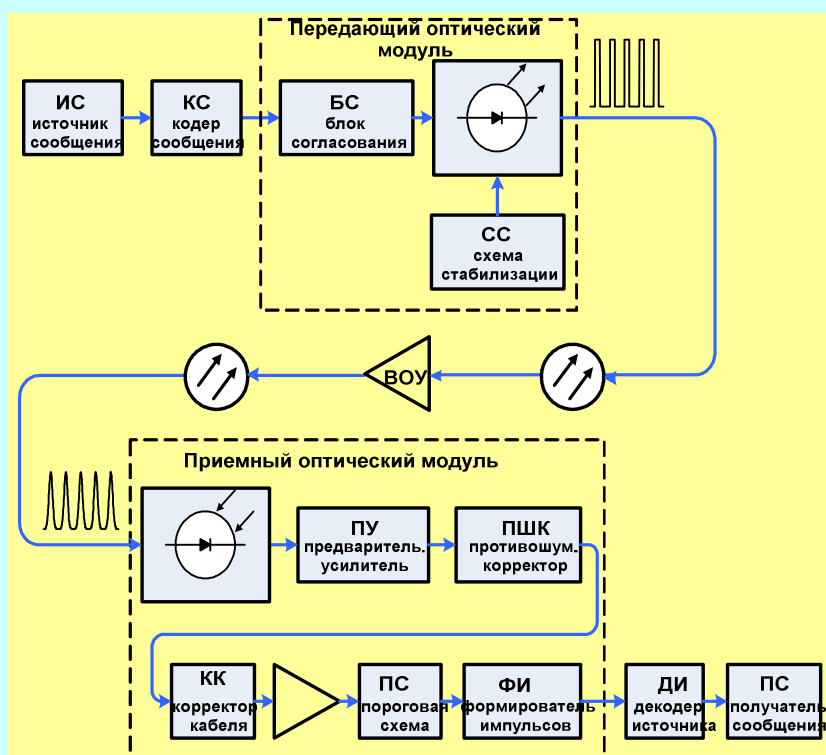 Передающий оптический
модуль
ИС
источник
сообщения
КС
кодер
сообщения
БС
блок
согласования
СС
схема
стабилизации
ВОУ
Приемный оптический модуль
ПУ
предваритель.
усилитель
ПШК
противошум.
корректор
КК
корректор
кабеля
ПС
пороговая
схема
ФИ
формирователь
импульсов
ДИ
декодер
источника
ПС
получатель
сообщения